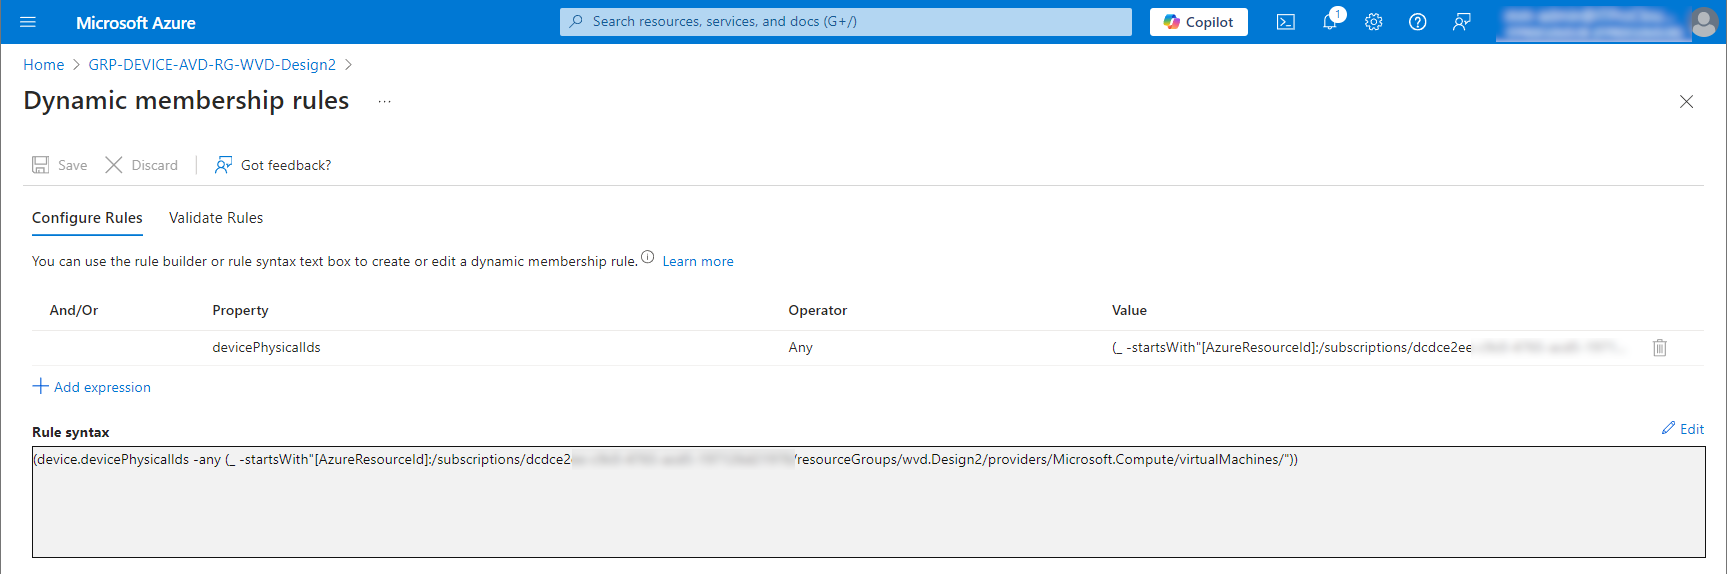 Microsoft Azure
Search resources, services, and docs (G+/)
Copilot
1
Home > GRP-DEVICE-AVD-RG-WVD-Design2 >
Dynamic membership rules ...
Save
Discard
Got feedback?
Configure Rules
Validate Rules
You can use the rule builder or rule syntax text box to create or edit a dynamic membership rule. Learn more
And/Or Property Operator Value
devicePhysicalIds Any (_ -startsWith"[AzureResourceId]:/subscriptions/dcdce2ee
Add expression
Rule syntax
Edit
(device.devicePhysicalIds -any (_ -startsWith"[AzureResourceId]:/subscriptions/dcdce2 /resourceGroups/wvd.Design2/providers/Microsoft.Compute/virtualMachines/"))